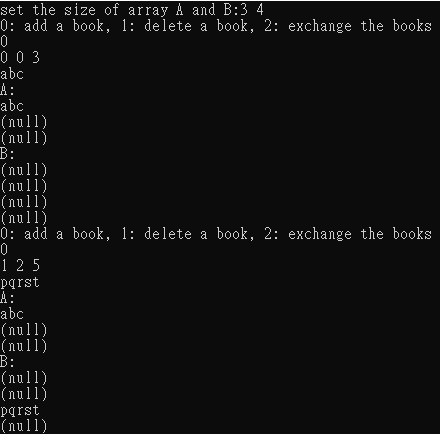 set the size of array A and B:3 4
0: add a book, 1: delete a book, 2: exchange the books
0
0 0 3
abc
A:
abc
(null)
(null)
B:
(null)
(null)
(null)
(null)
0: add a book, 1: delete a book, 2: exchange the books
0
1 2 5
pqrst
A:
abc
(null)
(null)
B:
(null)
(null)
pqrst
(null)